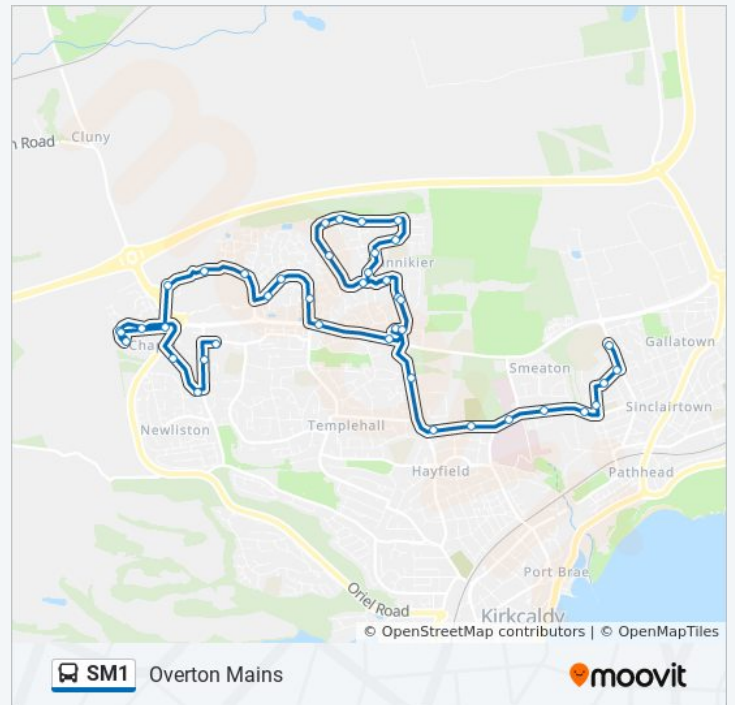 Cluny
n Road
nnikier
Gallatown
Chap
Smeaton
Sinclairtown
Newliston
Templehall
Hayfield
Pathhead
Port Brae
Oriel Road
Kirkcaldy
© OpenStreetMap contributors | © OpenMapTiles
SM1 Overton Mains
moovit